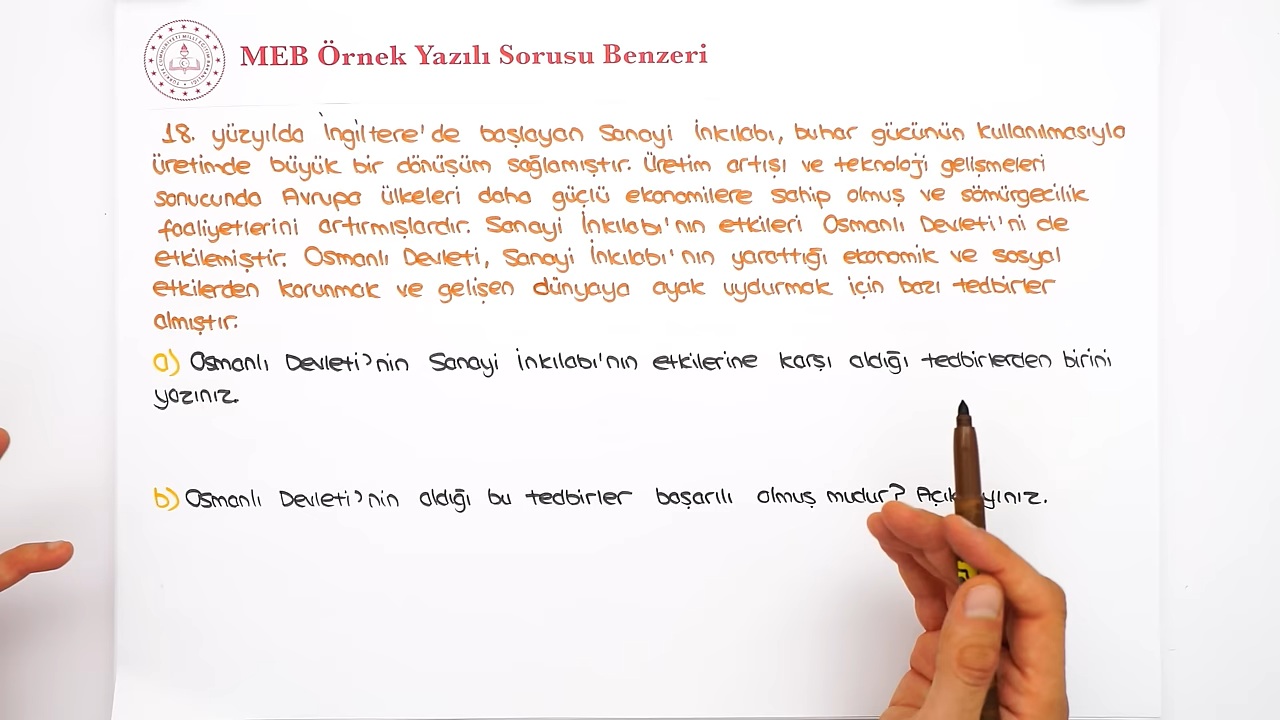 MEB Örnek Yazılı Sorusu Benzeri
18. yüzyılda İngiltere'de başlayan Sanayi İnkılabı, buhar gücünün kullanılmasıyla
üretimde büyük bir dönüşüm sağlamıştır. Üretim artışı ve teknoloji gelişmeleri
sonucunda Avrupa ülkeleri daha güçlü ekonomilere sahip olmuş ve sömürgecilik
faaliyetlerini artırmışlardır. Sanayi İnkılabı'nın etkileri Osmanlı Devleti'ni de
etkilemiştir. Osmanlı Devleti, Sanayi İnkılabı'nın yarattığı ekonomik ve sosyal
etkilerden korunmak ve gelişen dünyaya ayak uydurmak için bazı tedbirler
almıştır.
a) Osmanlı Devleti'nin Sanayi İnkılabı'nın etkilerine karşı aldığı tedbirlerden birini
yazınız.
b) Osmanlı Devleti'nin aldığı bu tedbirler başarılı olmuş mudur?